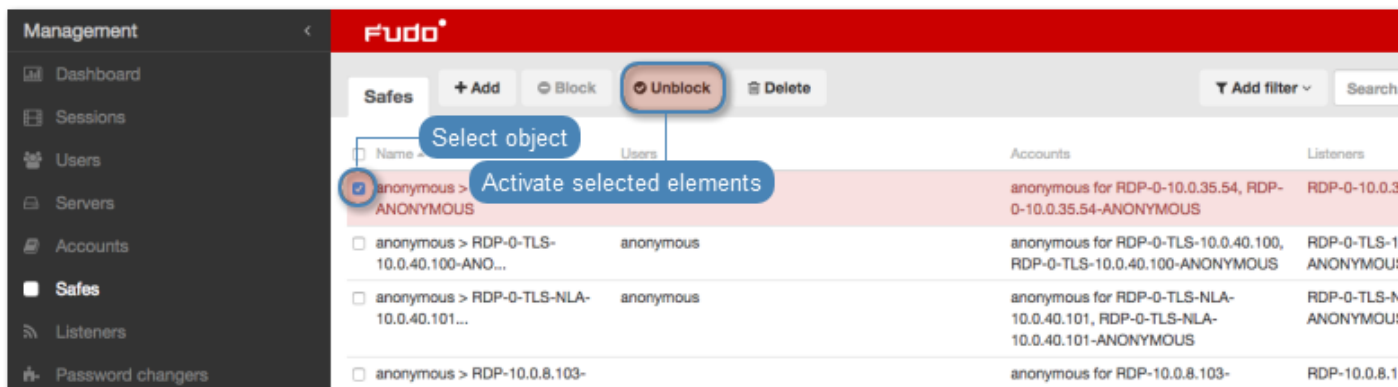 Management
Fudo
Dashboard
Safes
+ Add
Block
Unblock
Delete
Add filter
Search
Sessions
Select object
Users
Name
Users
Accounts
Listeners
Activate selected elements
anonymous >
anonymous for RDP-0-10.0.35.54, RDP-
RDP-0-10.0.3
ANONYMOUS
0-10.0.35.54-ANONYMOUS
Servers
Accounts
anonymous > RDP-0-TLS-
anonymous
anonymous for RDP-0-TLS-10.0.40.100,
RDP-0-TLS-1
10.0.40.100-ANO...
RDP-0-TLS-10.0.40.100-ANONYMOUS
ANONYMOUS
Safes
anonymous > RDP-0-TLS-NLA-
anonymous
anonymous for RDP-0-TLS-NLA-
RDP-0-TLS-N
10.0.40.101...
10.0.40.101, RDP-0-TLS-NLA-
ANONYMOUS
10.0.40.101-ANONYMOUS
Listeners
Password changers
anonymous > RDP-10.0.8.103-
anonymous for RDP-10.0.8.103-
RDP-10.0.8.1